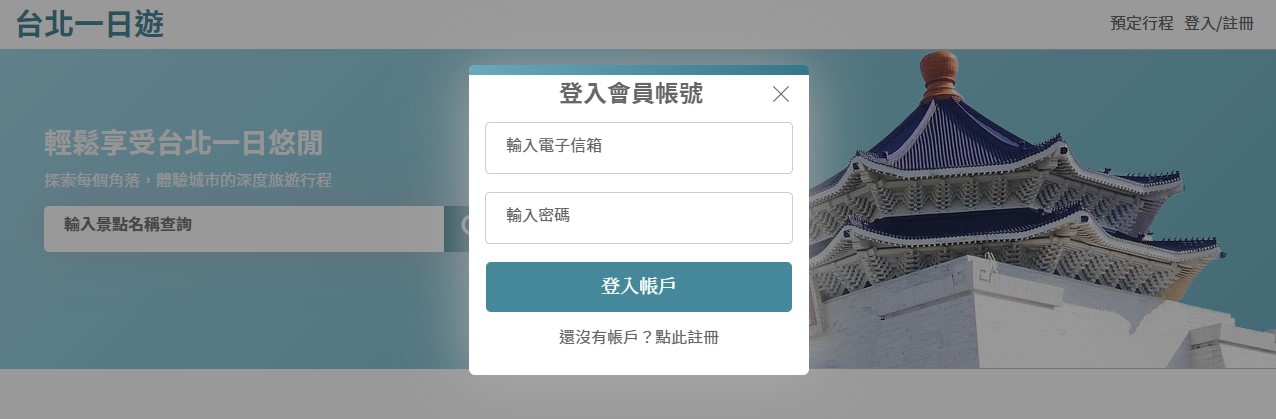 台北一日遊
預定行程 登入/註冊
輕鬆享受台北一日悠閒
探索每個角落，體驗城市的深度旅遊行程
輸入景點名稱查詢
登入會員帳號
輸入電子信箱
輸入密碼
登入帳戶
還沒有帳戶？點此註冊